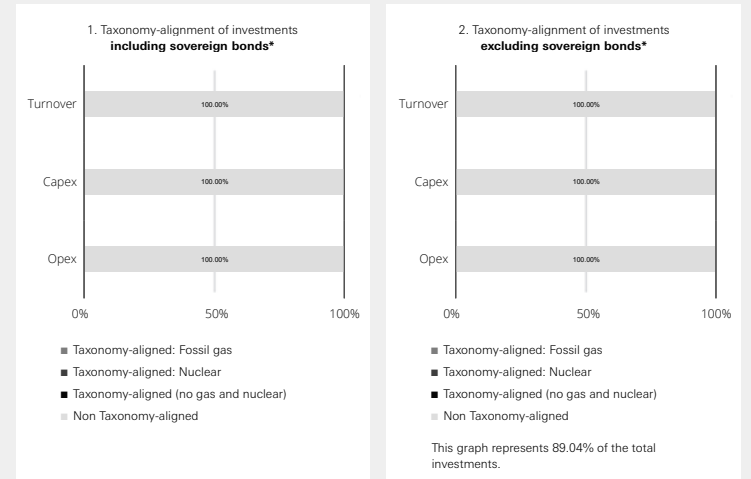 1. Taxonomy-alignment of investments
including sovereign bonds*
Turnover
100.00%
Capex
100.00%
Opex
100.00%
0%
50%
100%
Taxonomy-aligned: Fossil gas
Taxonomy-aligned: Nuclear
Taxonomy-aligned (no gas and nuclear)
Non Taxonomy-aligned
2. Taxonomy-alignment of investments
excluding sovereign bonds*
Turnover
100.00%
Capex
100.00%
Opex
100.00%
0%
50%
100%
Taxonomy-aligned: Fossil gas
Taxonomy-aligned: Nuclear
Taxonomy-aligned (no gas and nuclear)
Non Taxonomy-aligned
This graph represents 89.04% of the total
investments.